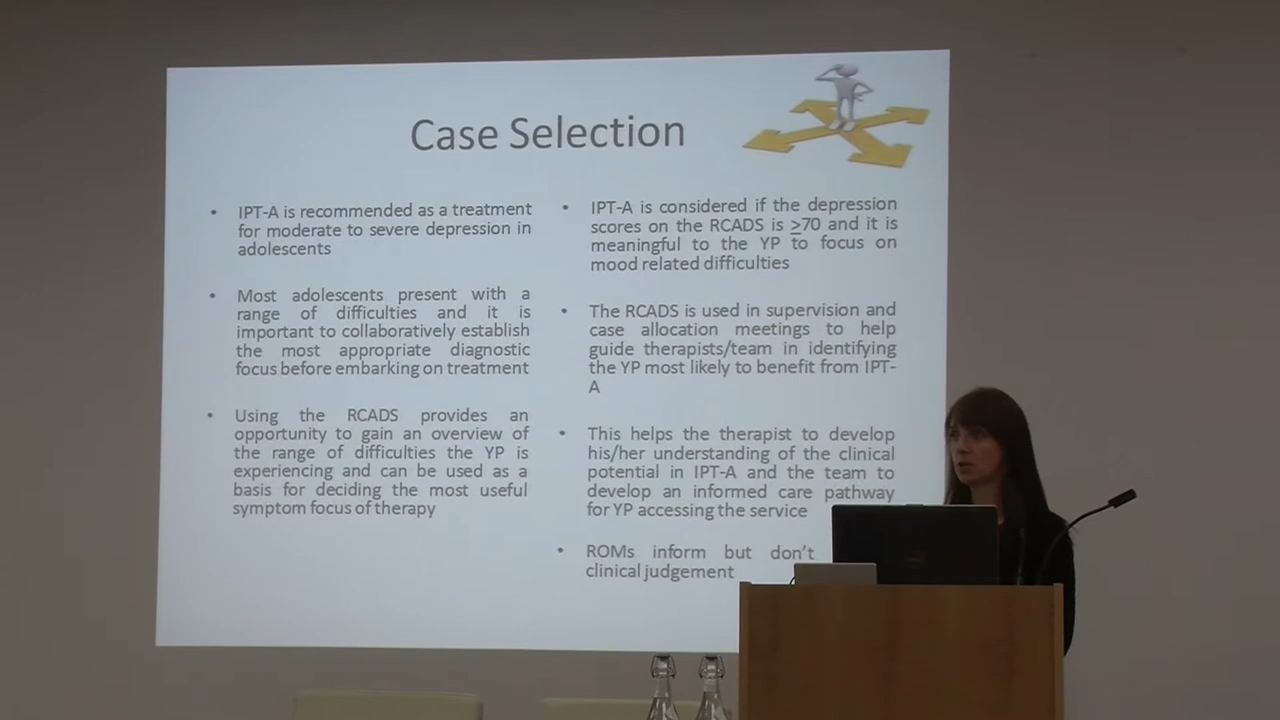 Case Selection
• IPT-A is recommended as a treatment
for moderate to severe depression in
adolescents
• Most adolescents present with a
range of difficulties and it is
important to collaboratively establish
the most appropriate diagnostic
focus before embarking on treatment
• Using the RCADS provides an
opportunity to gain an overview of
the range of difficulties the YP is
experiencing and can be used as a
basis for deciding the most useful
symptom focus of therapy
• IPT-A is considered if the depression
scores on the RCADS is ≥70 and it is
meaningful to the YP to focus on
mood related difficulties
• The RCADS is used in supervision and
case allocation meetings to help
guide therapists/team in identifying
the YP most likely to benefit from IPT-
A
• This helps the therapist to develop
his/her understanding of the clinical
potential in IPT-A and the team to
develop an informed care pathway
for YP accessing the service
• ROMs inform but don’t
clinical judgement